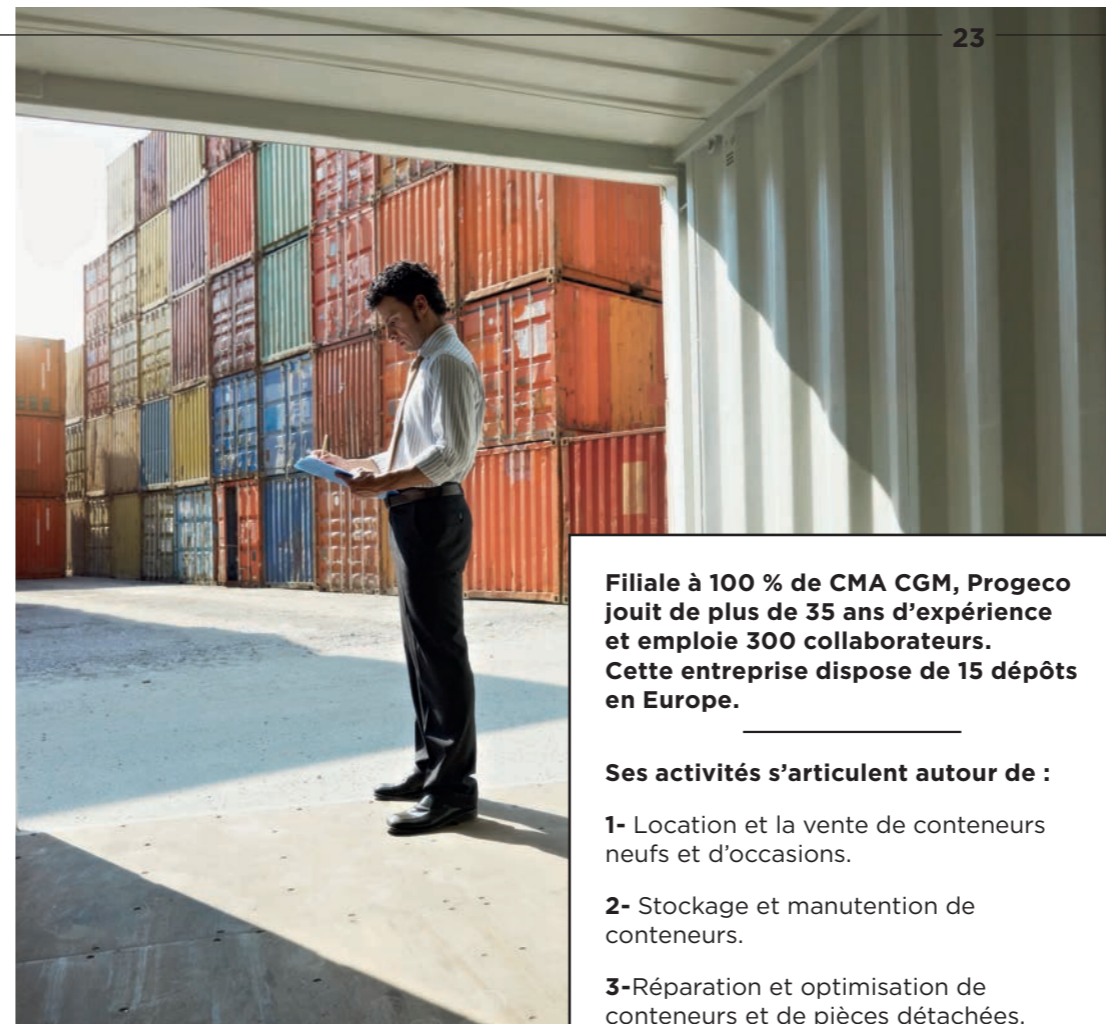 23
Filiale à 100 % de CMA CGM, Progeco
jouit de plus de 35 ans d’expérience
et emploie 300 collaborateurs.
Cette entreprise dispose de 15 dépôts
en Europe.
Ses activités s’articulent autour de :
1- Location et la vente de conteneurs
neufs et d’occasions.
2- Stockage et manutention de
conteneurs.
3-Réparation et optimisation de
conteneurs et de pièces détachées.